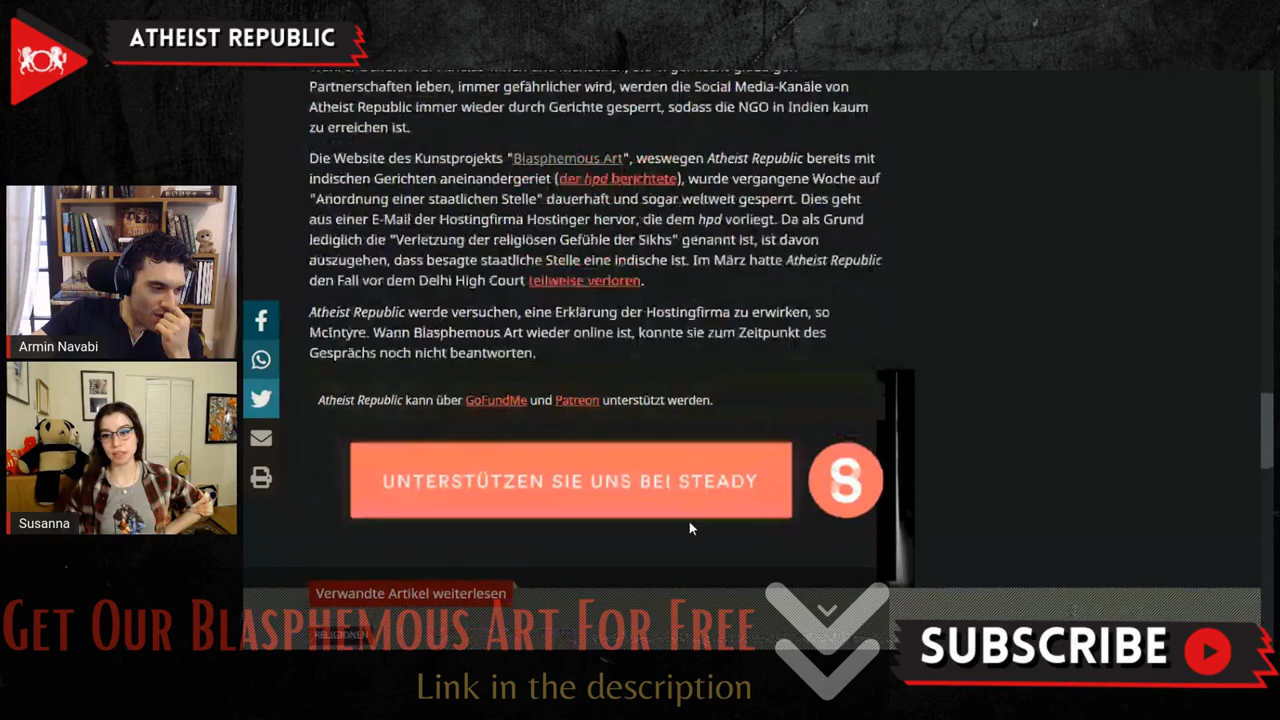 ATHEIST REPUBLIC
Partnerschaften leben, immer gefährlicher wird, werden die Social Media-Kanäle von
Atheist Republic immer wieder durch Gerichte gesperrt, sodass die NGO in Indien kaum
zu erreichen ist.
Die Website des Kunstprojekts "Blasphemous Art", weswegen Atheist Republic bereits mit
indischen Gerichten aneinandergeriet (der hpd berichtete), wurde vergangene Woche auf
"Anordnung einer staatlichen Stelle" dauerhaft und sogar weltweit gesperrt. Dies geht
aus einer E-Mail der Hostingfirma Hostinger hervor, die dem hpd vorliegt. Da als Grund
lediglich die "Verletzung der religiösen Gefühle der Sikhs" genannt ist, ist davon
auszugehen, dass besagte staatliche Stelle eine indische ist. Im März hatte Atheist Republic
den Fall vor dem Delhi High Court teilweise verloren.
Atheist Republic werde versuchen, eine Erklärung der Hostingfirma zu erwirken, so
McIntyre. Wann Blasphemous Art wieder online ist, konnte sie zum Zeitpunkt des
Gesprächs noch nicht beantworten.
Atheist Republic kann über GoFundMe und Patreon unterstützt werden.
UNTERSTÜTZEN SIE UNS BEI STEADY
Armin Navabi
Susanna
Verwandte Artikel weiterlesen
RELIGIONEN
GET OUR BLASPHEMOUS ART FOR FREE
Link in the description
SUBSCRIBE